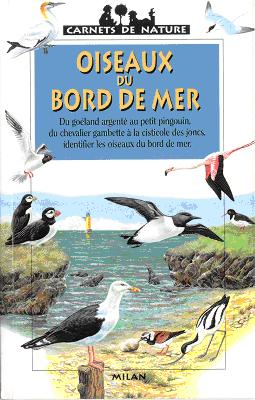 CARNETS DE NATURE
OISEAUX
DU
BORD DE MER
Du goéland argenté au petit pingouin,
du chevalier gambette à la cisticole des joncs,
identifier les oiseaux du bord de mer.
MILAN